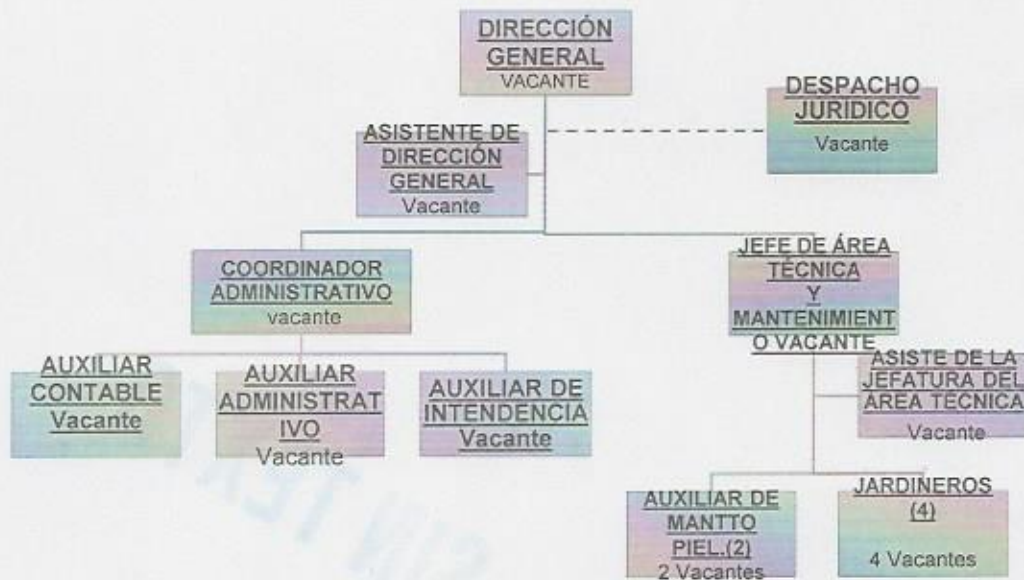 DIRECCIÓN
GENERAL
VACANTE
DESPACHO
JURIDICO
Vacante
ASISTENTE DE
DIRECCIÓN
GENERAL
Vacante
COORDINADOR
ADMINISTRATIVO
vacante
JEFE DE ÁREA
TÉCNICA
Y
MANTENIMIENT
O VACANTE
AUXILIAR
CONTABLE
Vacante
AUXILIAR
ADMINISTRAT
IVO
Vacante
AUXILIAR DE
INTENDENCIA
Vacante
ASISTE DE LA
JEFATURA DEL
ÁREA TÉCNICA
Vacante
AUXILIAR DE
MANTTO
PIEL.(2)
2 Vacantes
JARDINEROS
(4)
4 Vacantes